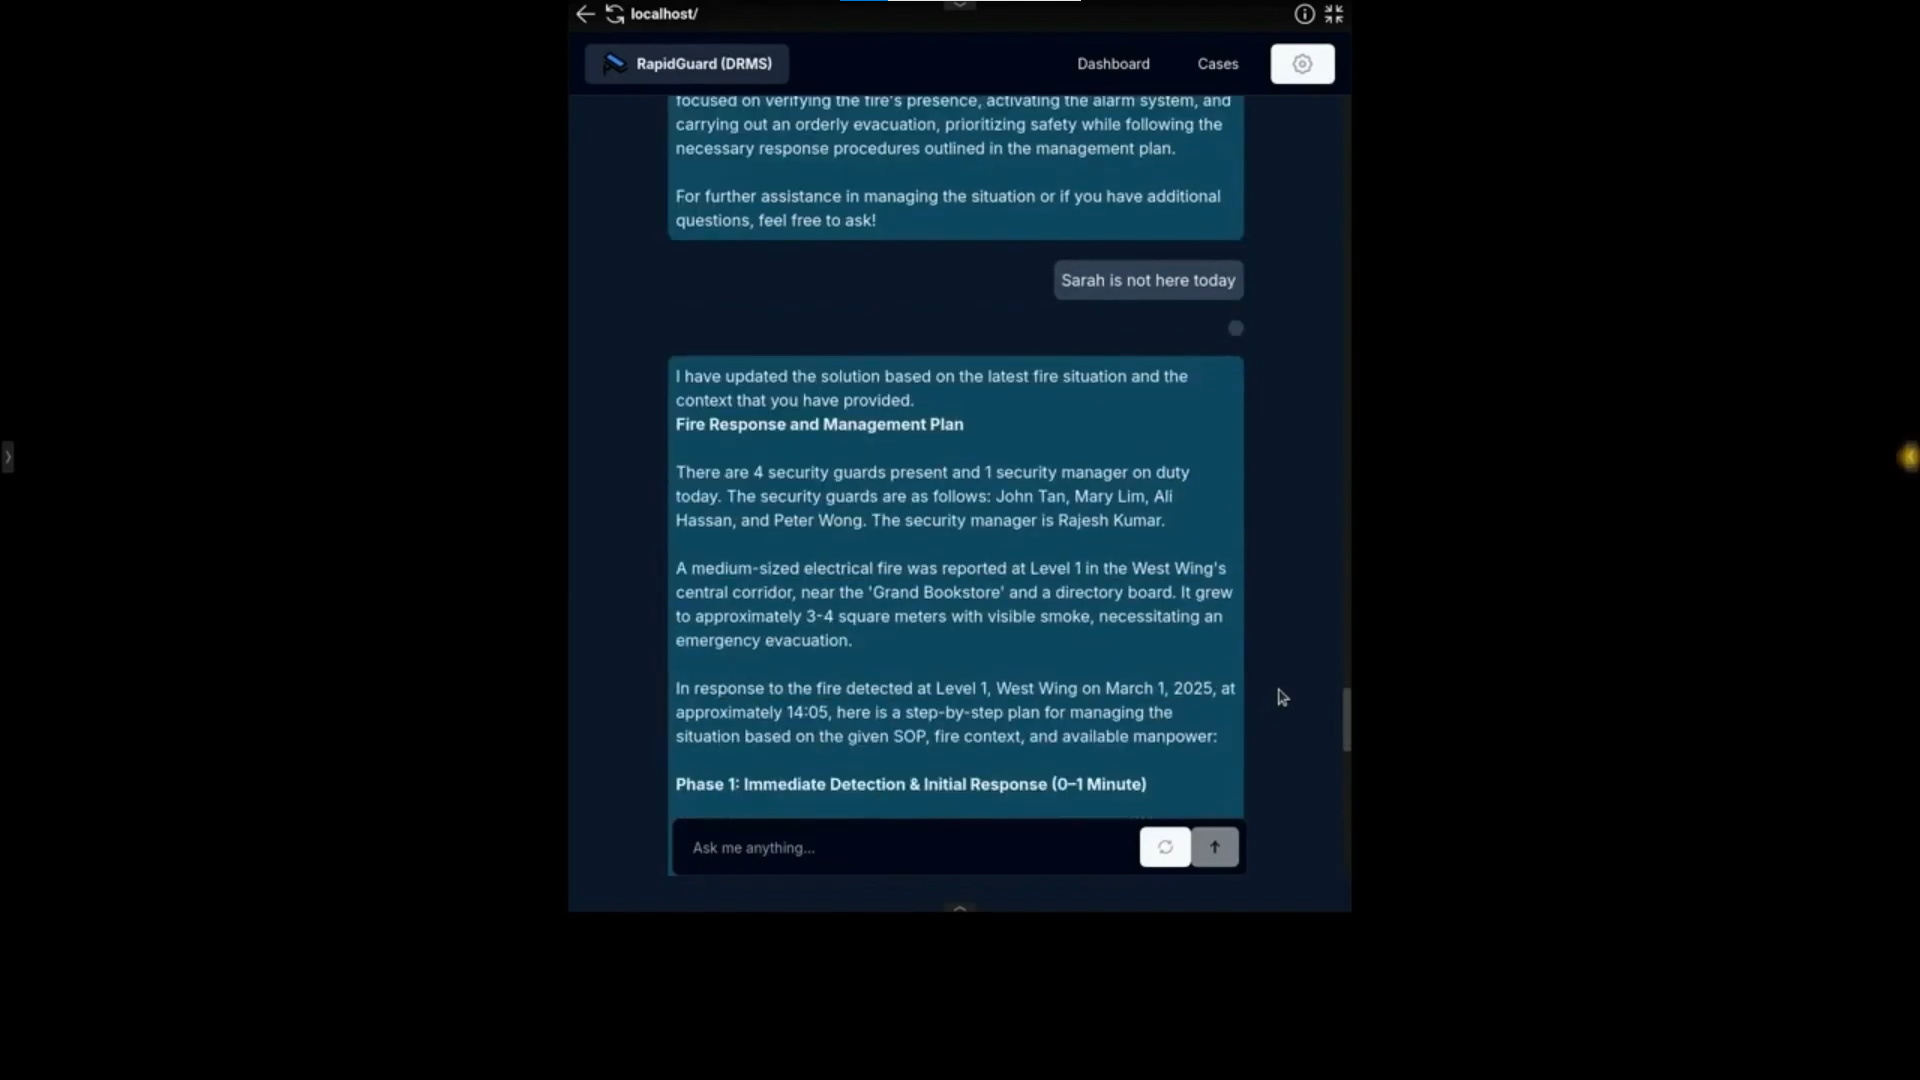 localhost/
RapidGuard (DRMS)
Dashboard
Cases
focused on verifying the fire's presence, activating the alarm system, and
carrying out an orderly evacuation, prioritizing safety while following the
necessary response procedures outlined in the management plan.
For further assistance in managing the situation or if you have additional
questions, feel free to ask!
Sarah is not here today
I have updated the solution based on the latest fire situation and the
context that you have provided.
Fire Response and Management Plan
There are 4 security guards present and 1 security manager on duty
today. The security guards are as follows: John Tan, Mary Lim, Ali
Hassan, and Peter Wong. The security manager is Rajesh Kumar.
A medium-sized electrical fire was reported at Level 1 in the West Wing's
central corridor, near the 'Grand Bookstore' and a directory board. It grew
to approximately 3-4 square meters with visible smoke, necessitating an
emergency evacuation.
In response to the fire detected at Level 1, West Wing on March 1, 2025, at
approximately 14:05, here is a step-by-step plan for managing the
situation based on the given SOP, fire context, and available manpower:
Phase 1: Immediate Detection & Initial Response (0–1 Minute)
Ask me anything...